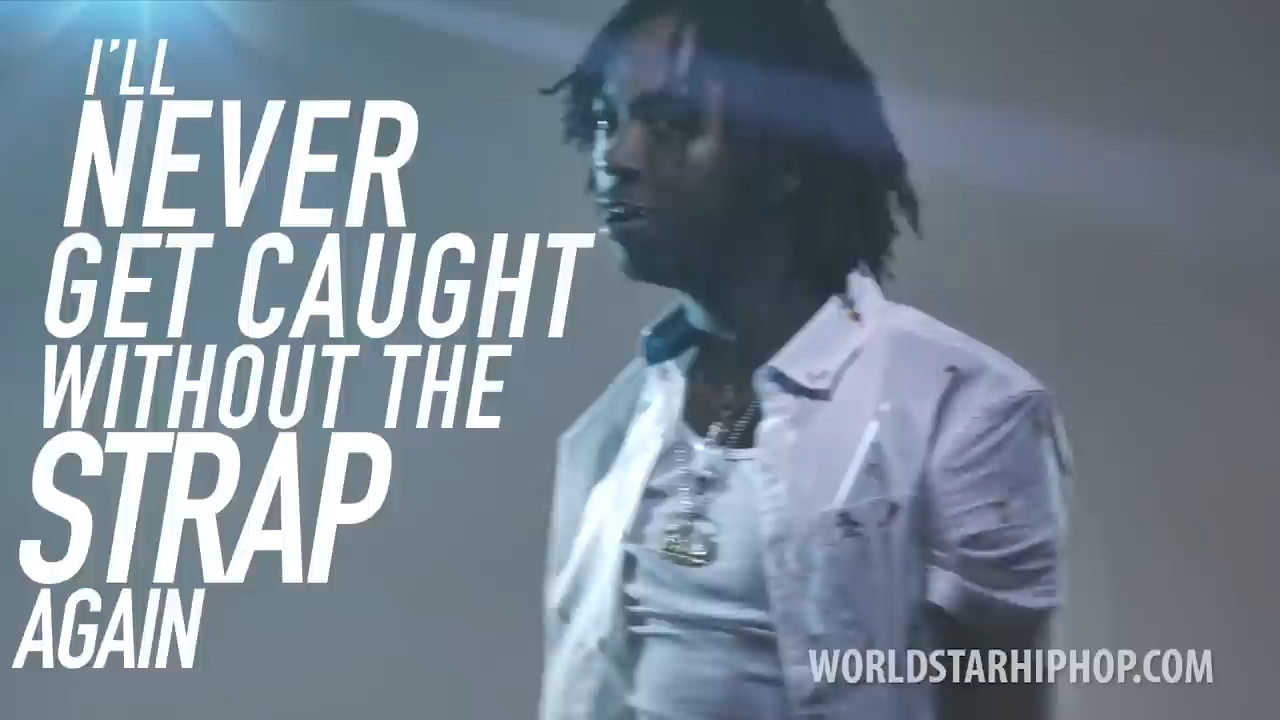 I'LL
NEVER
GET CAUGHT
WITHOUT THE
STRAP
AGAIN
WORLDSTARHIPHOP.COM